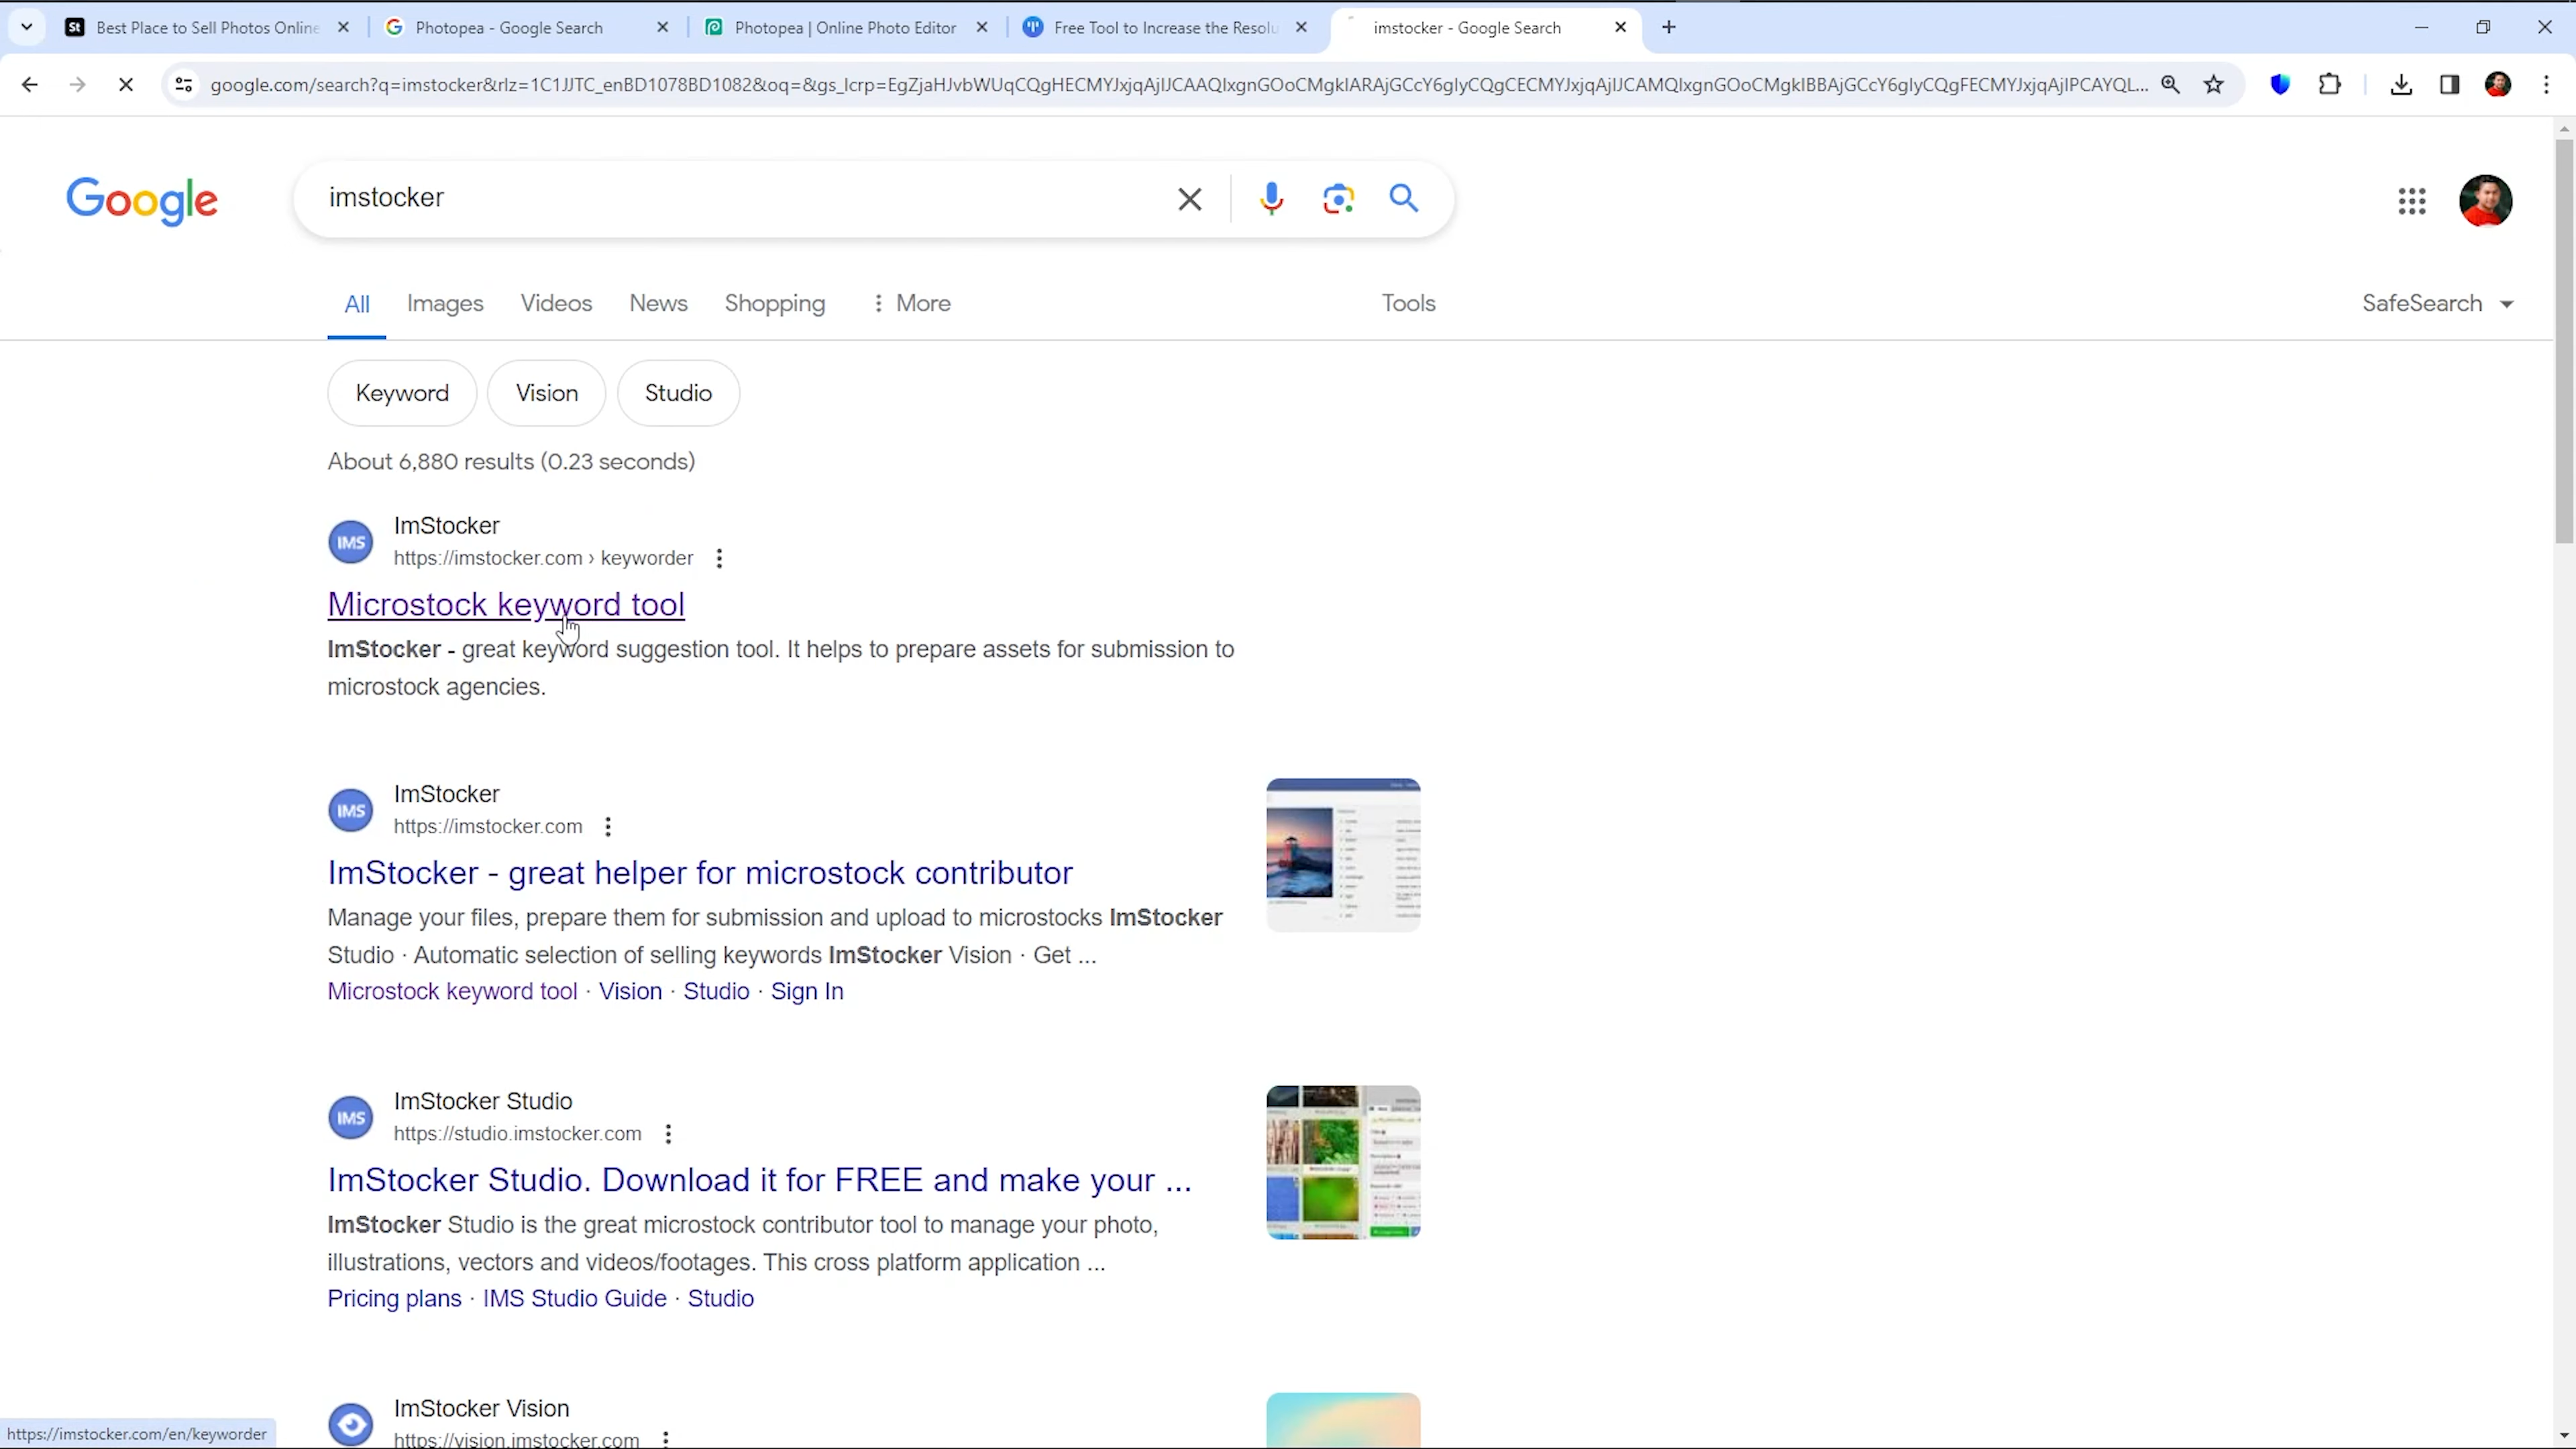 Best Place to Sell Photos Online
Photopea - Google Search
Photopea | Online Photo Editor
Free Tool to Increase the Resolu
imstocker - Google Search
google.com/search?q=imstocker&rlz=1C1JJTC_enBD1078BD1082&oq=&gs_lcrp=EgZjaHJvbWUqCQgHECMYJxjqAjIJCAAQIxgnGOoCMgkIARAjGCcY6gIyCQgCECMYJxjqAjIJCAMQIxgnGOoCMgkIBBAjGCcY6gIyCQgFECMYJxjqAjIPCAYQL...
Google
imstocker
All
Images
Videos
News
Shopping
More
Tools
SafeSearch
Keyword
Vision
Studio
About 6,880 results (0.23 seconds)
IMS
ImStocker
https://imstocker.com › keyworder
Microstock keyword tool
ImStocker - great keyword suggestion tool. It helps to prepare assets for submission to
microstock agencies.
IMS
ImStocker
https://imstocker.com
ImStocker - great helper for microstock contributor
Manage your files, prepare them for submission and upload to microstocks ImStocker
Studio · Automatic selection of selling keywords ImStocker Vision · Get ...
Microstock keyword tool · Vision · Studio · Sign In
IMS
ImStocker Studio
https://studio.imstocker.com
ImStocker Studio. Download it for FREE and make your ...
ImStocker Studio is the great microstock contributor tool to manage your photo,
illustrations, vectors and videos/footages. This cross platform application ...
Pricing plans · IMS Studio Guide · Studio
ImStocker Vision
https://vision.imstocker.com
https://imstocker.com/en/keyworder